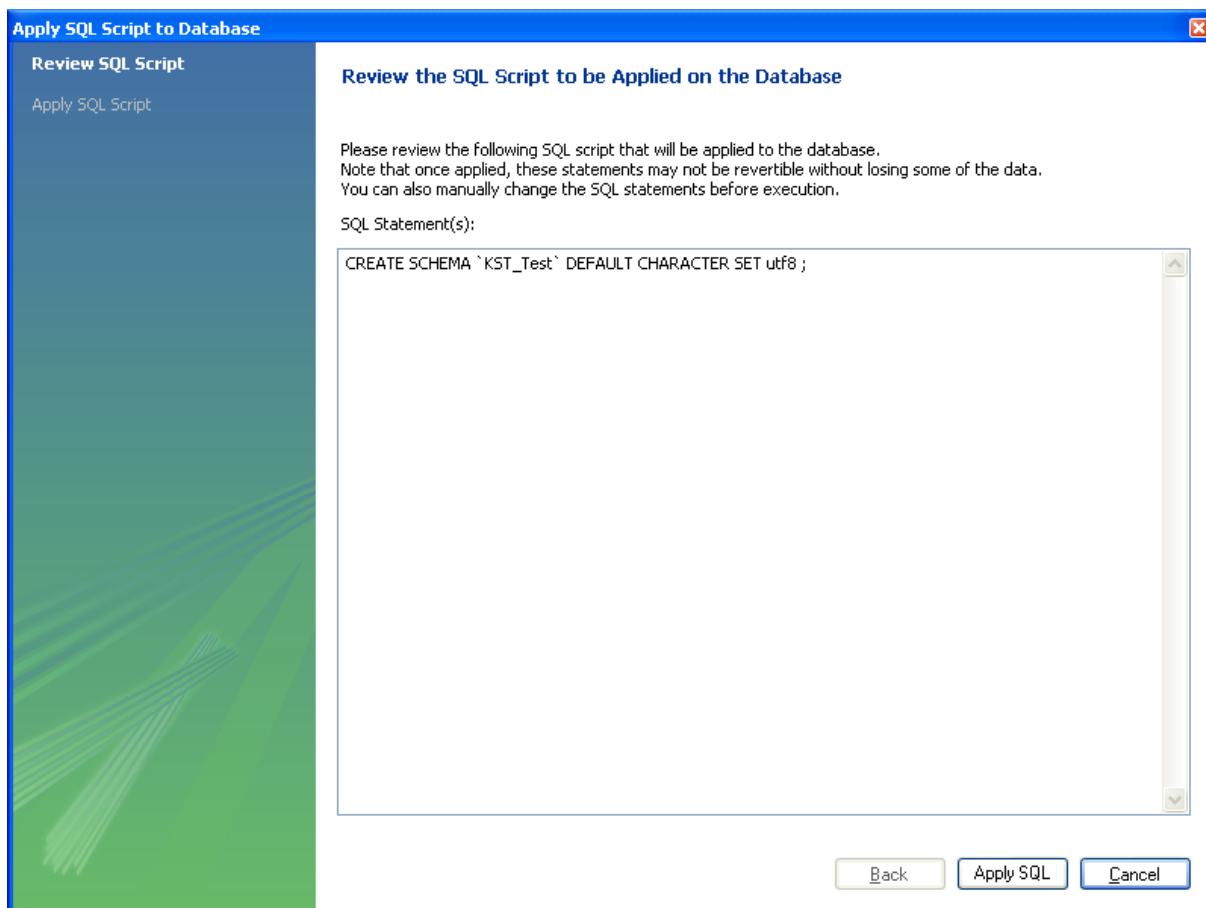 Apply SQL Script to Database
Review SQL Script
Apply SQL Script
Review the SQL Script to be Applied on the Database
Please review the following SQL script that will be applied to the database.
Note that once applied, these statements may not be revertible without losing some of the data.
You can also manually change the SQL statements before execution.
SQL Statement(s):
CREATE SCHEMA `KST_Test` DEFAULT CHARACTER SET utf8 ;
Back
Apply SQL
Cancel